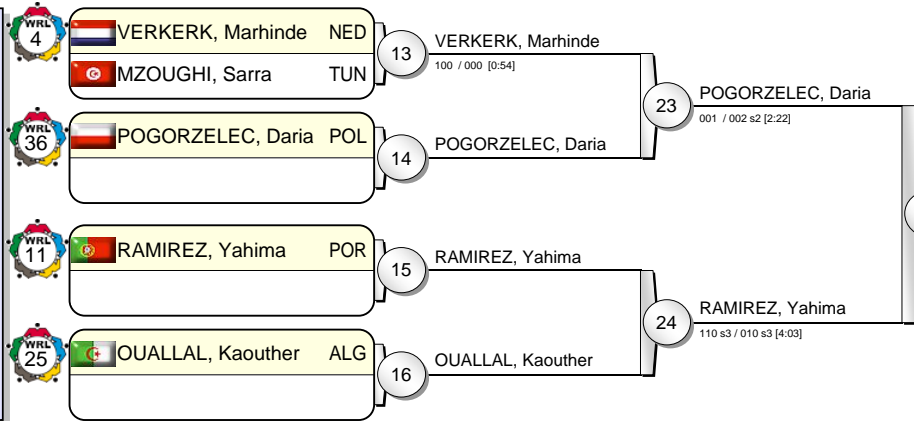 WRL
4
VERKERK, Marhinde NED
MZOUGHI, Sarra TUN
13
VERKERK, Marhinde
100 / 000 [0:54]
WRL
36
POGORZELEC, Daria POL
14
POGORZELEC, Daria
23
POGORZELEC, Daria
001 / 002 s2 [2:22]
WRL
11
RAMIREZ, Yahima POR
15
RAMIREZ, Yahima
WRL
25
OUALLAL, Kaouther ALG
16
OUALLAL, Kaouther
24
RAMIREZ, Yahima
110 s3 / 010 s3 [4:03]